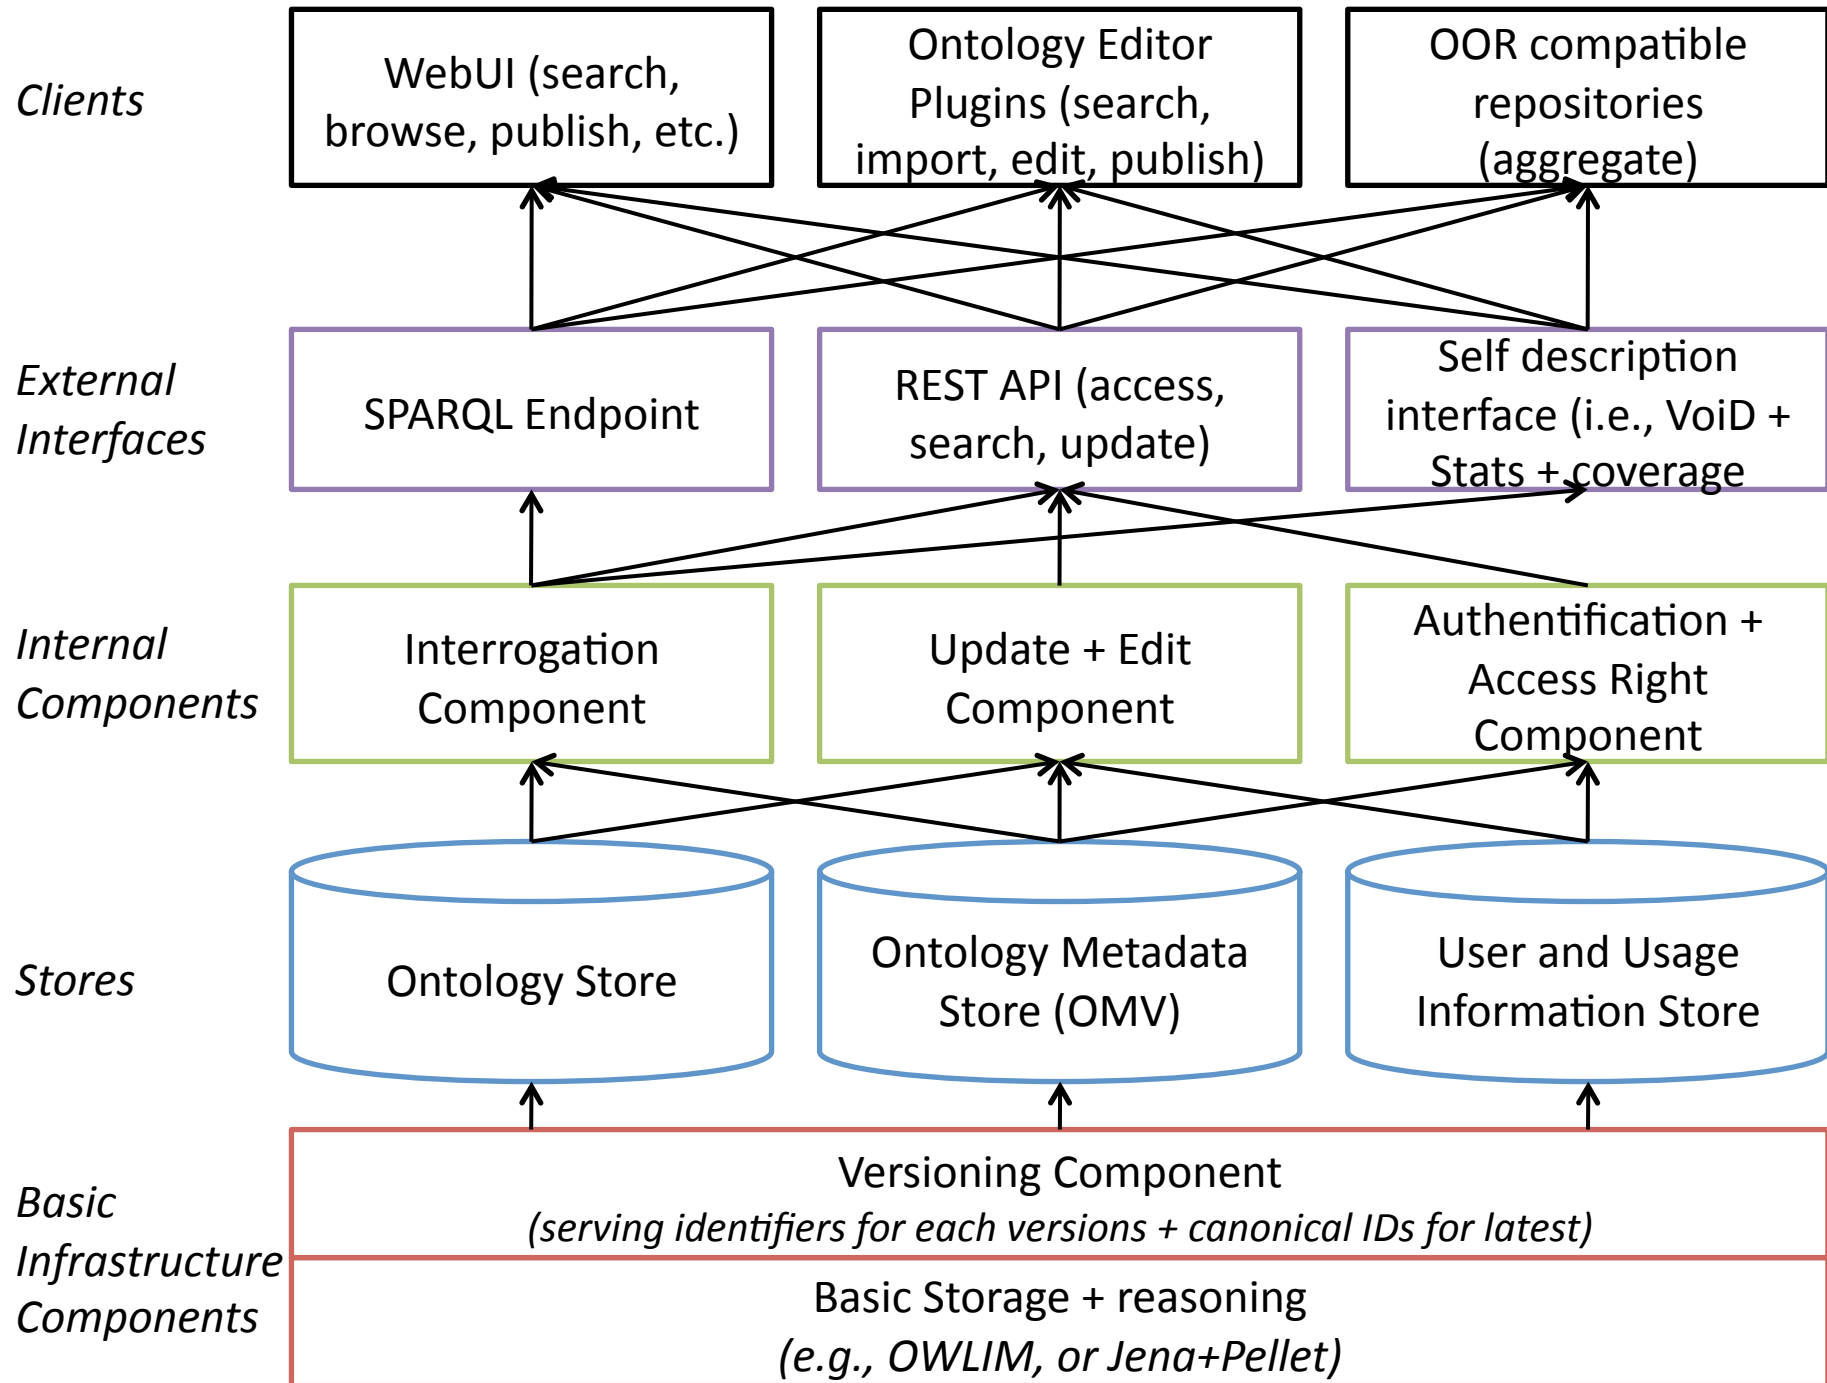 Clients
WebUI (search,
browse, publish, etc.)
Ontology Editor
Plugins (search,
import, edit, publish)
OOR compatible
repositories
(aggregate)
External
Interfaces
SPARQL Endpoint
REST API (access,
search, update)
Self description
interface (i.e., VoiD +
Stats + coverage
Internal
Components
Interrogation
Component
Update + Edit
Component
Authentification +
Access Right
Component
Stores
Ontology Store
Ontology Metadata
Store (OMV)
User and Usage
Information Store
Basic
Infrastructure
Components
Versioning Component
(serving identifiers for each versions + canonical IDs for latest)
Basic Storage + reasoning
(e.g., OWLIM, or Jena+Pellet)